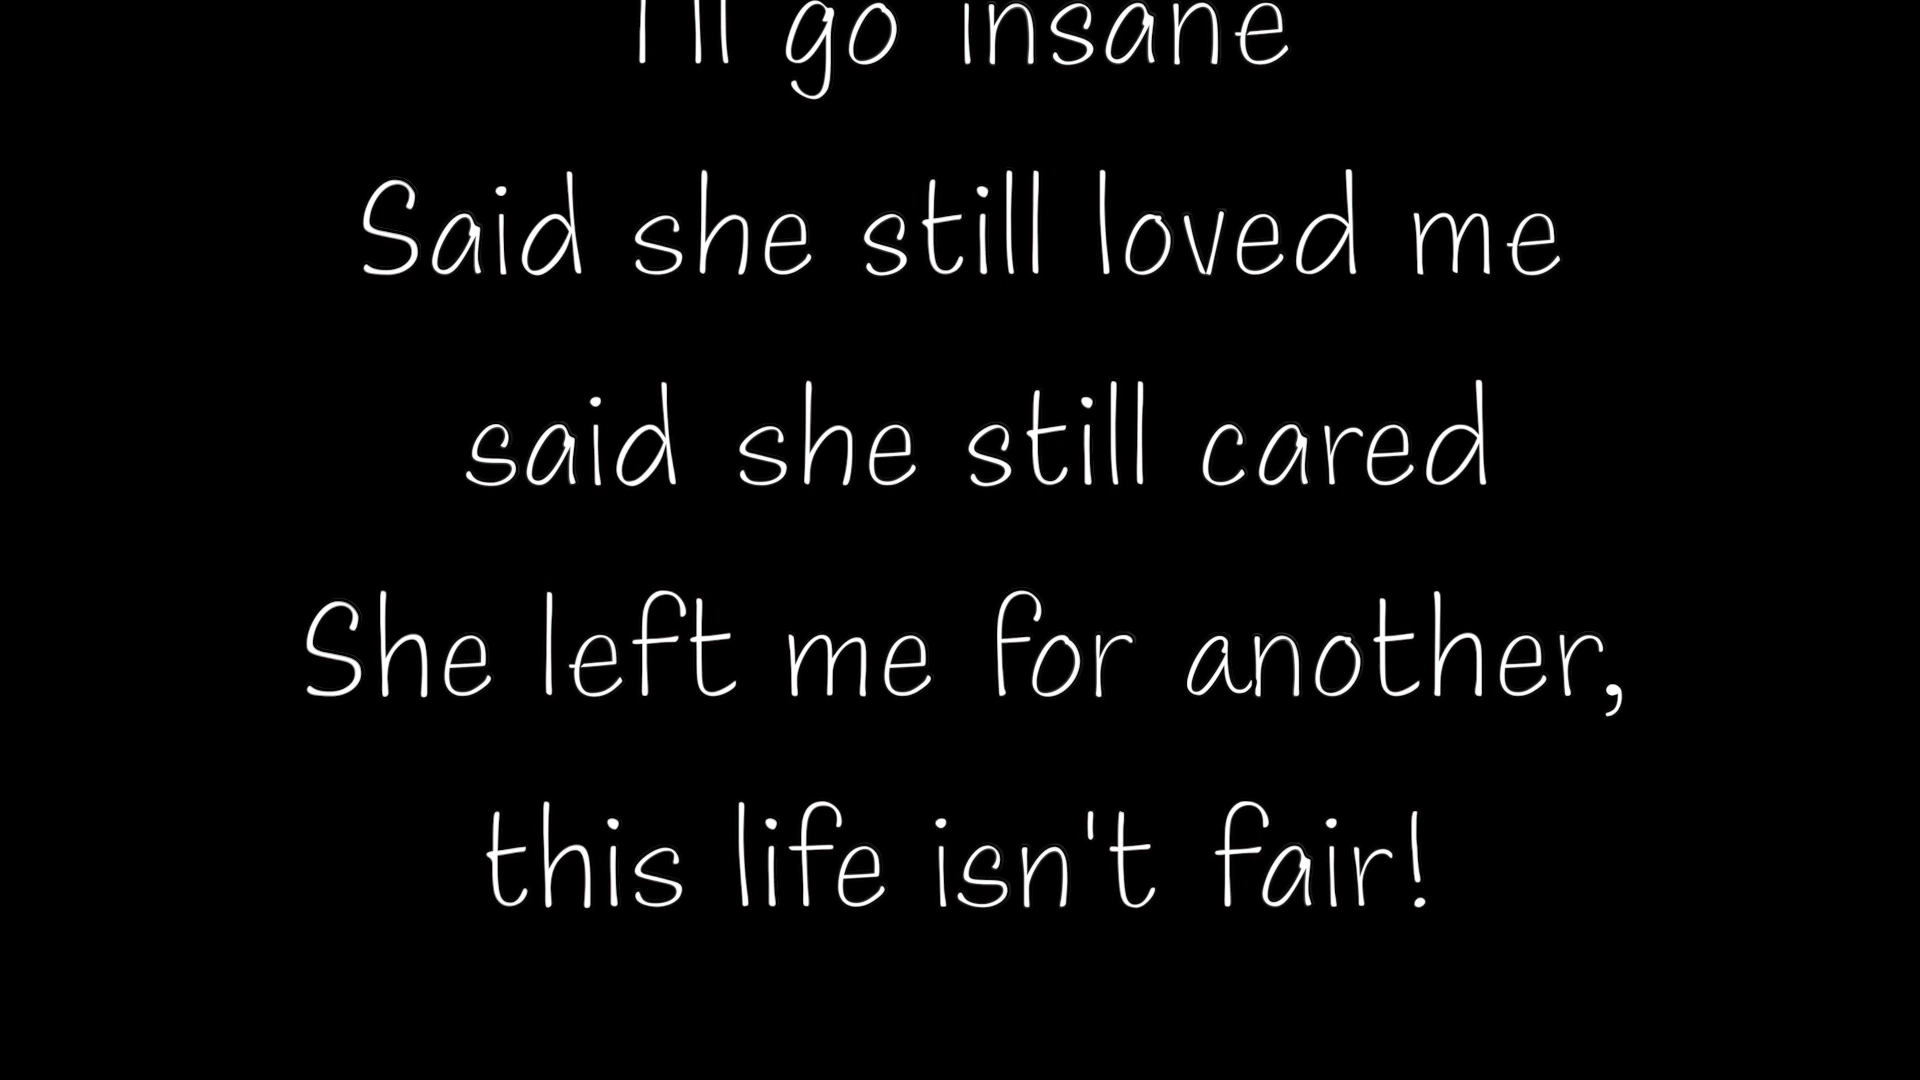 I'll go insane
Said she still loved me
said she still cared
She left me for another,
this life isn't fair!